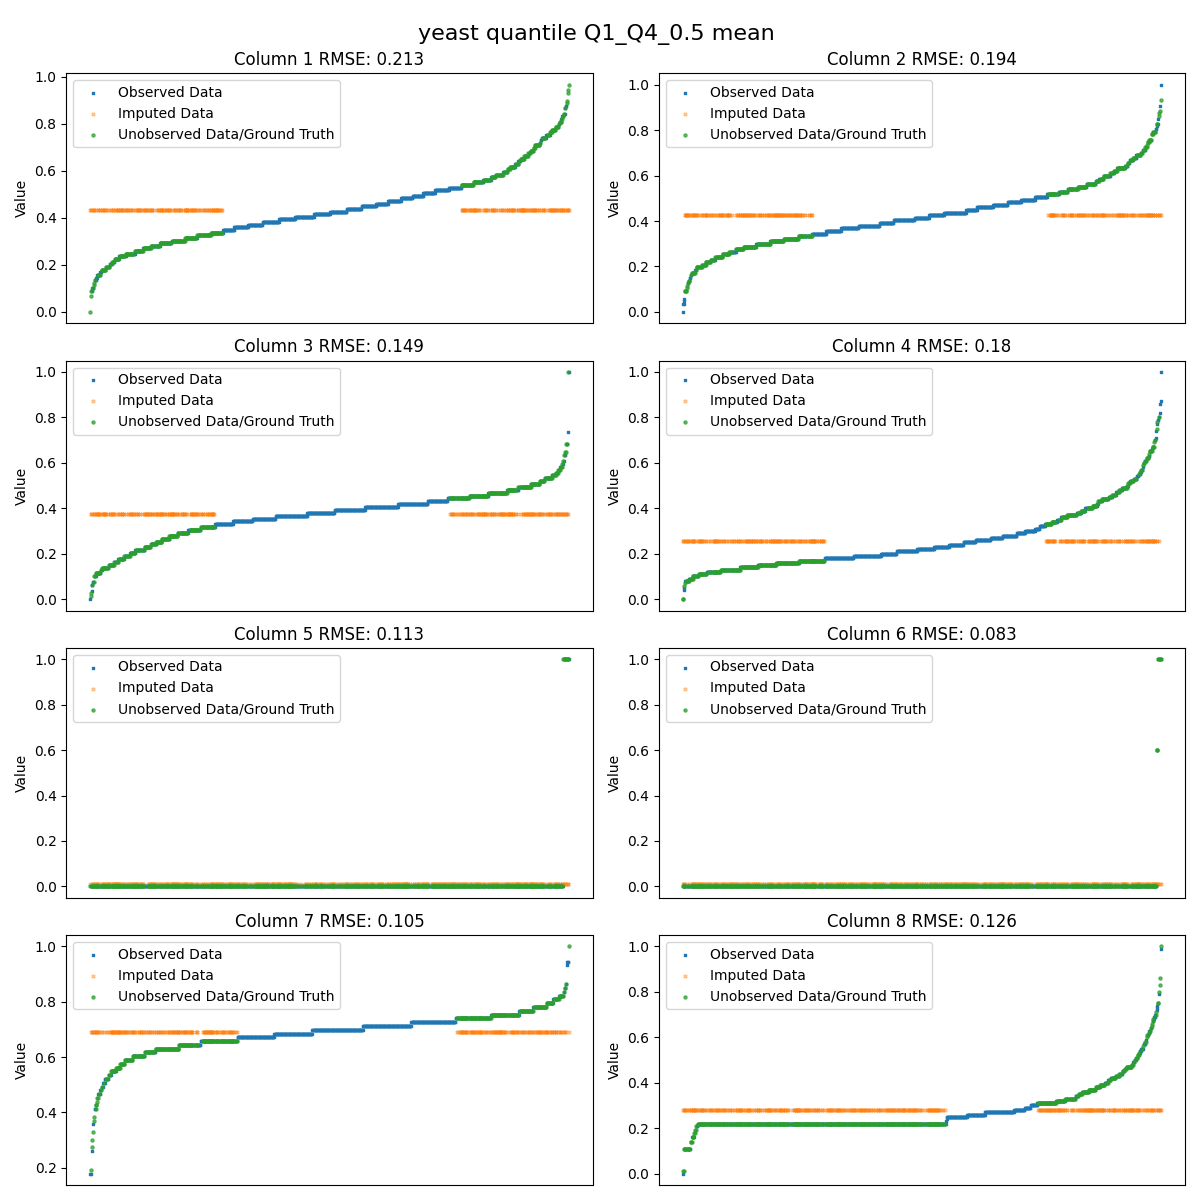 yeast quantile Q1_Q4_0.5 mean
Column 1 RMSE: 0.213
Value
1.0
0.8
0.6
0.4
0.2
0.0
Observed Data
Imputed Data
Unobserved Data/Ground Truth
Column 2 RMSE: 0.194
Value
1.0
0.8
0.6
0.4
0.2
0.0
Observed Data
Imputed Data
Unobserved Data/Ground Truth
Column 3 RMSE: 0.149
Value
1.0
0.8
0.6
0.4
0.2
0.0
Observed Data
Imputed Data
Unobserved Data/Ground Truth
Column 4 RMSE: 0.18
Value
1.0
0.8
0.6
0.4
0.2
0.0
Observed Data
Imputed Data
Unobserved Data/Ground Truth
Column 5 RMSE: 0.113
Value
1.0
0.8
0.6
0.4
0.2
0.0
Observed Data
Imputed Data
Unobserved Data/Ground Truth
Column 6 RMSE: 0.083
Value
1.0
0.8
0.6
0.4
0.2
0.0
Observed Data
Imputed Data
Unobserved Data/Ground Truth
Column 7 RMSE: 0.105
Value
1.0
0.8
0.6
0.4
0.2
Observed Data
Imputed Data
Unobserved Data/Ground Truth
Column 8 RMSE: 0.126
Value
1.0
0.8
0.6
0.4
0.2
0.0
Observed Data
Imputed Data
Unobserved Data/Ground Truth